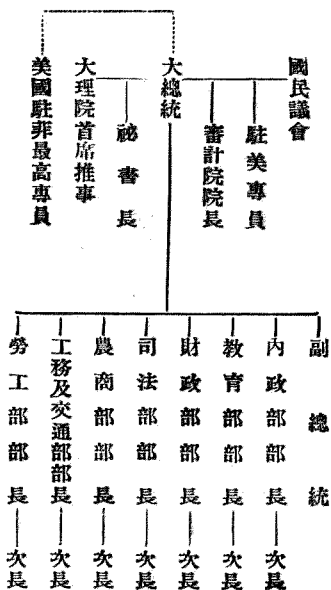 國民議會
駐美專員
審計院院長
大總統
祕書長
大理院首席推事
美國駐菲最高專員
副總統
內政部部長 次長
教育部部長 次長
財政部部長 次長
司法部部長 次長
農商部部長 次長
工務及交通部部長 次長
勞工部部長 次長